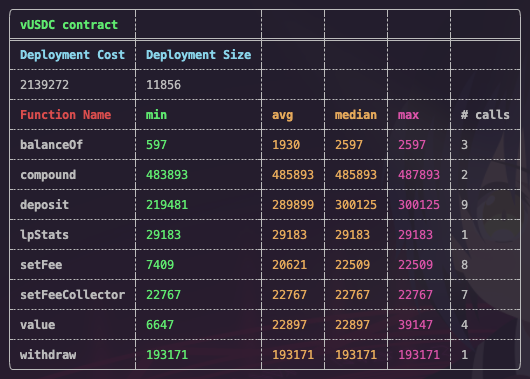 vUSDC contract
Deployment Cost Deployment Size
2139272 11856
Function Name min avg median max # calls
balanceOf 597 1930 2597 2597 3
compound 483893 485893 485893 487893 2
deposit 219481 289899 300125 300125 9
lpStats 29183 29183 29183 29183 1
setFee 7409 20621 22509 22509 8
setFeeCollector 22767 22767 22767 22767 7
value 6647 22897 22897 39147 4
withdraw 193171 193171 193171 193171 1